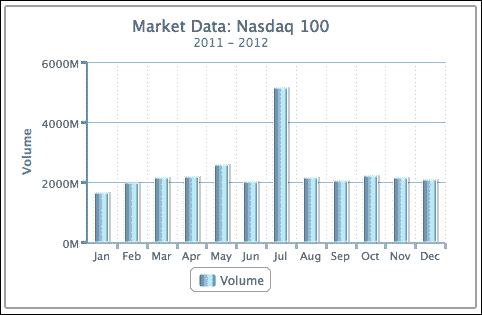 Market Data: Nasdaq 100
2011 - 2012
6000M
4000M
2000M
0M
Volume
Jan Feb Mar Apr May Jun Jul Aug Sep Oct Nov Dec
Volume